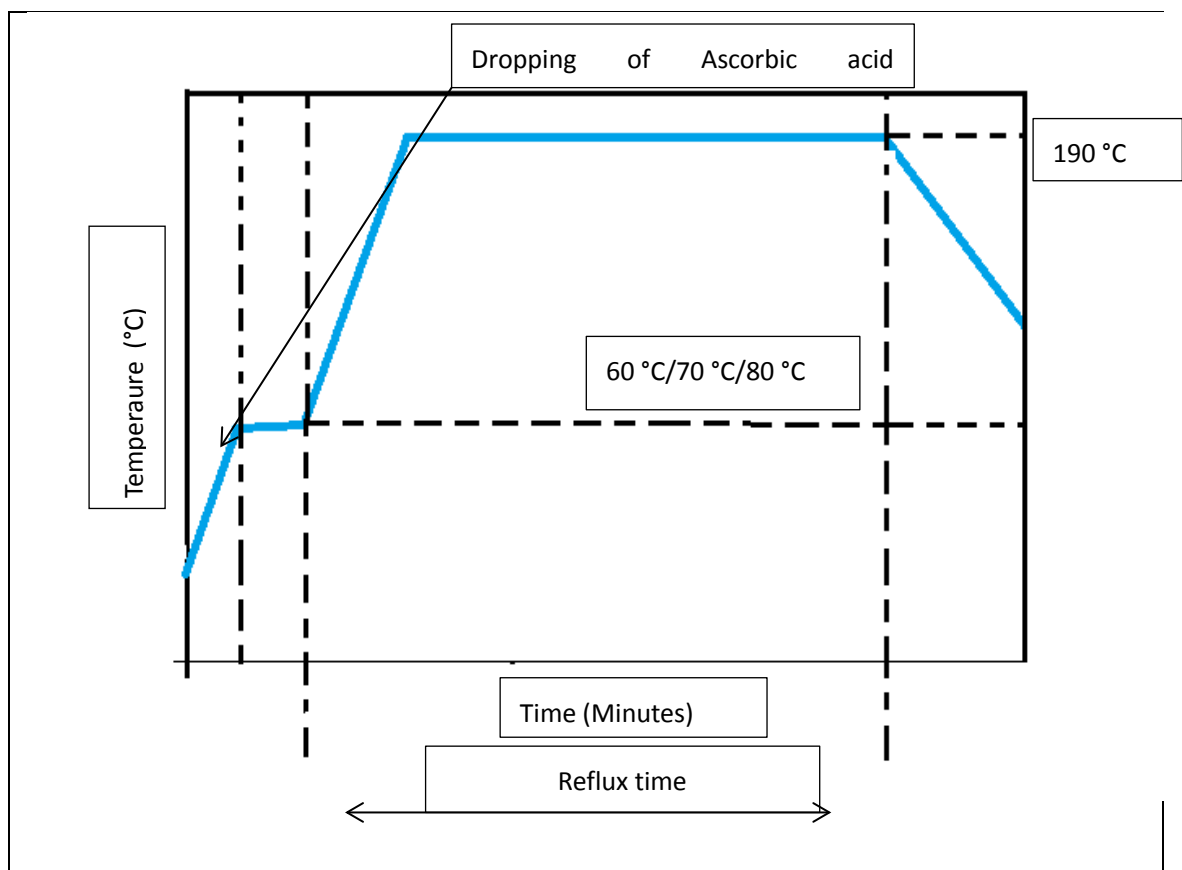 Dropping of Ascorbic acid
190 °C
Temperaure (°C)
60 °C/70 °C/80 °C
Time (Minutes)
Reflux time